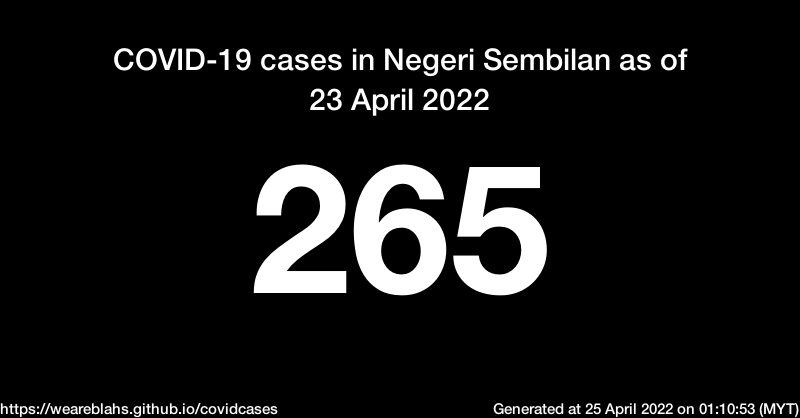 COVID-19 cases in Negeri Sembilan as of
23 April 2022
265
https://weareblahs.github.io/covidcases
Generated at 25 April 2022 on 01:10:53 (MYT)